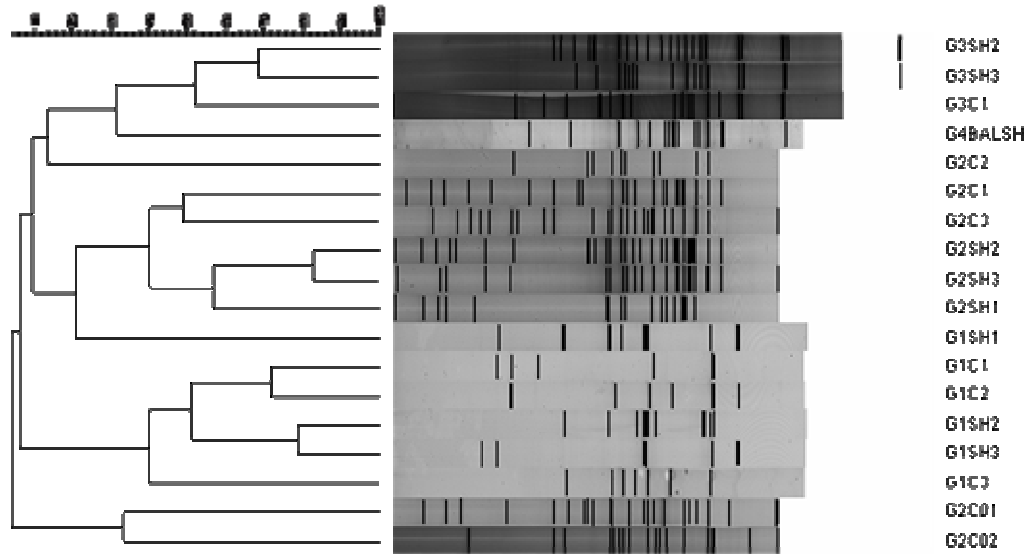 G3SH2
G3SH3
G3C1
G4BALSH
G2C2
G2C1
G2C3
G2SH2
G2SH3
G2SH1
G1SH1
G1C1
G1C2
G1SH2
G1SH3
G1C3
G2C01
G2C02